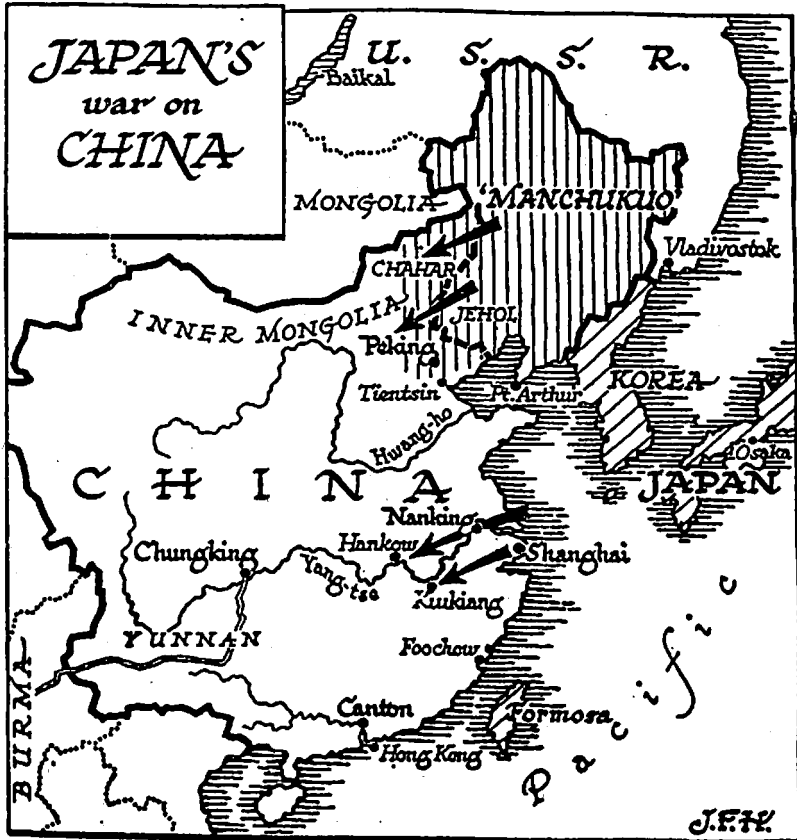 JAPAN'S
war on
CHINA
U. S. S. R.
Baikal
MONGOLIA
'MANCHUKUO'
Vladivostok
CHAHAR
INNER MONGOLIA
JEHOL
Peking
Tientsin
Pt. Arthur
KOREA
Hwang-ho
Osaka
CHINA
JAPAN
Nanking
Hankow
Shanghai
Chungking
Yang-tse
Kiukiang
YUNNAN
Foochow
BURMA
Canton
Formosa
Hong Kong
Pacific
J.F.H.